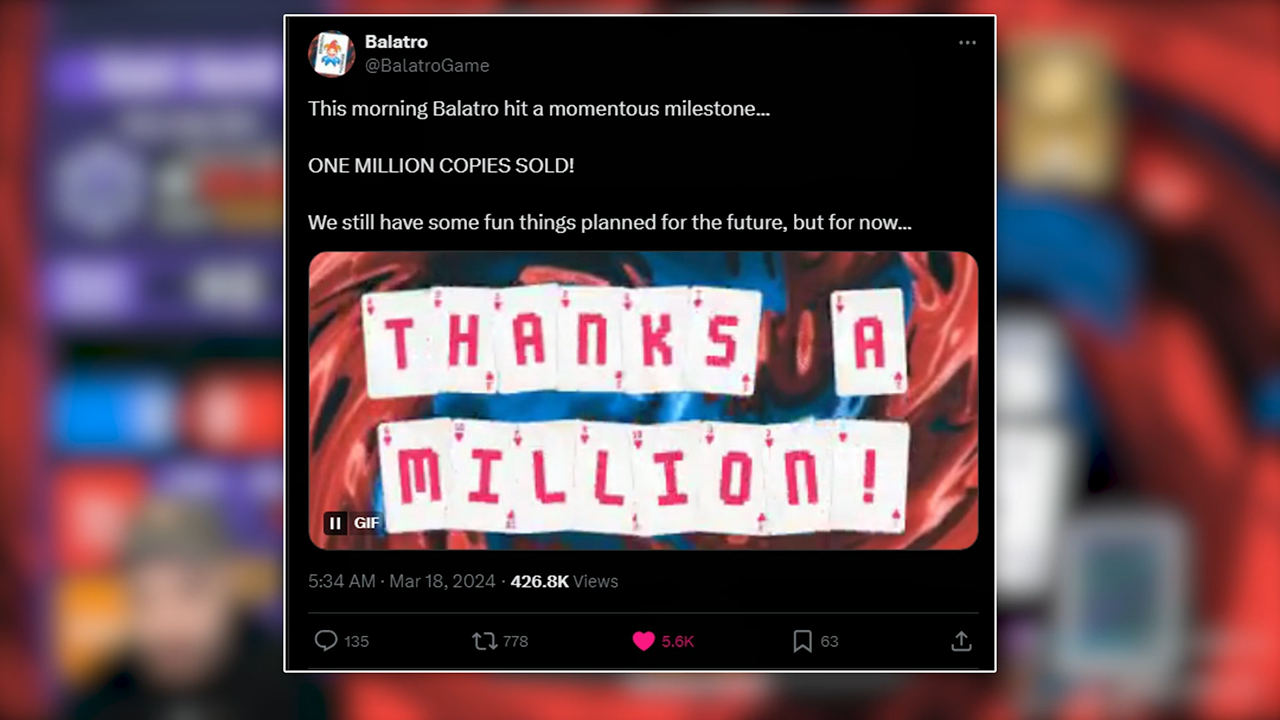 Balatro
@BalatroGame
This morning Balatro hit a momentous milestone...
ONE MILLION COPIES SOLD!
We still have some fun things planned for the future, but for now...
THANKS A
MILLION!
GIF
5:34 AM · Mar 18, 2024 · 426.8K Views
135 778 5.6K 63